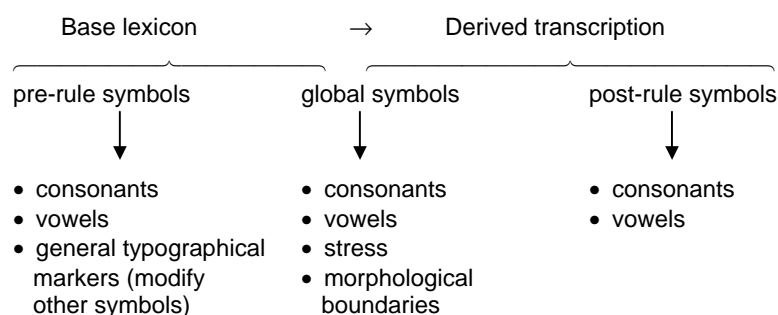 Base lexicon → Derived transcription
pre-rule symbols global symbols post-rule symbols
• consonants • consonants • consonants
• vowels • vowels • vowels
• general typographical • stress
markers (modify • morphological
other symbols) boundaries